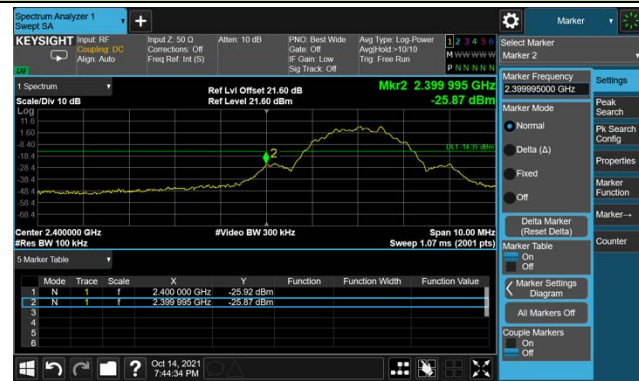 Spectrum Analyzer 1
Swept SA
Marker
KEYSIGHT
Input: RF
Coupling: DC
Align: Auto
Input Z: 50 Ω
Corrections: Off
Freq Ref: Int (S)
Atten: 10 dB
PNO: Best Wide
Gate: Off
IF Gain: Low
Sig Track: Off
Avg Type: Log-Power
Avg|Hold >10/10
Trig: Free Run
1 2 3 4 5 6
M W W W W W
P N N N N N
LXI
Select Marker
Marker 2
1 Spectrum
Scale/Div 10 dB
Log
Ref Lvl Offset 21.60 dB
Ref Level 21.60 dBm
Mkr2 2.399 995 GHz
-25.87 dBm
11.6
1.60
-8.40
-18.4
-28.4
-38.4
-48.4
-58.4
-68.4
2
DL1 -14.35 dBm
Center 2.400000 GHz
#Res BW 100 kHz
#Video BW 300 kHz
Span 10.00 MHz
Sweep 1.07 ms (2001 pts)
5 Marker Table
Mode Trace Scale X Y Function Function Width Function Value
1 N 1 f 2.400 000 GHz -25.92 dBm
2 N 1 f 2.399 995 GHz -25.87 dBm
3
4
5
6
Marker Frequency
2.399995000 GHz
Marker Mode
Normal
Delta (Δ)
Fixed
Off
Delta Marker
(Reset Delta)
Marker Table
On
Off
Marker Settings
Diagram
All Markers Off
Couple Markers
On
Off
Settings
Peak
Search
Pk Search
Config
Properties
Marker
Function
Marker→
Counter
?
Oct 14, 2021
7:44:34 PM